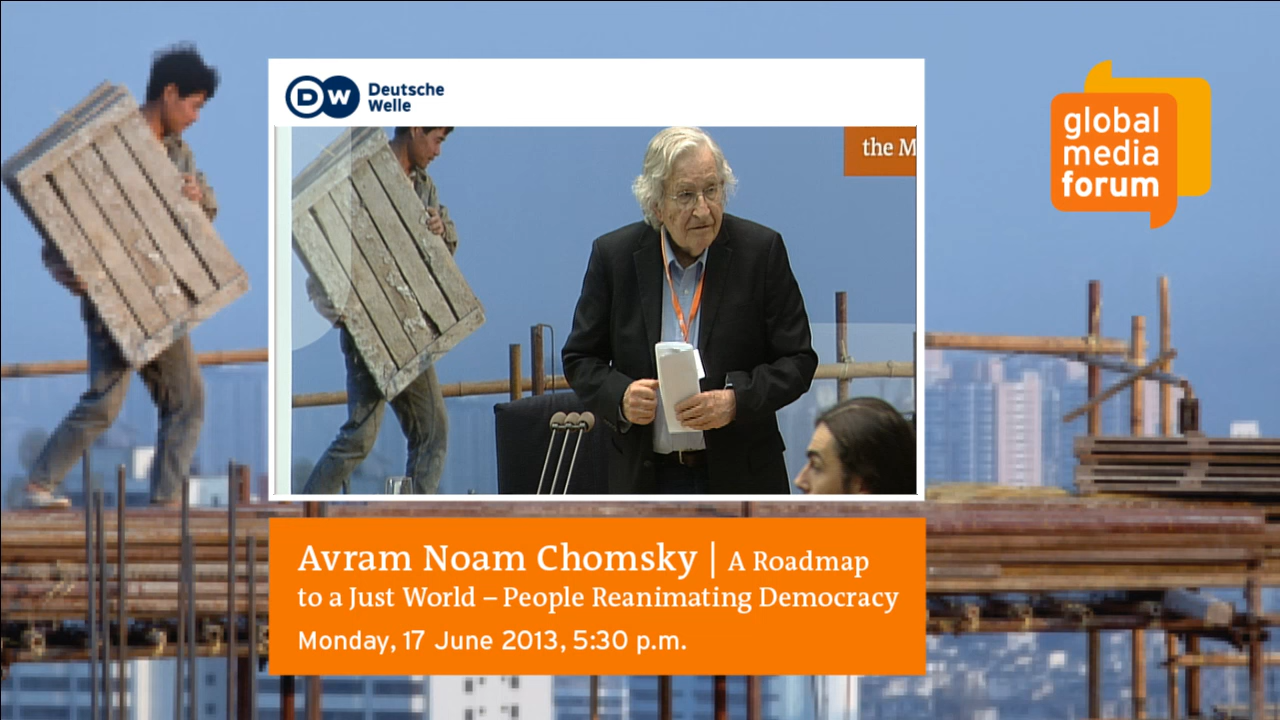 DW Deutsche
Welle
the M
global
media
forum
Avram Noam Chomsky | A Roadmap
to a Just World – People Reanimating Democracy
Monday, 17 June 2013, 5:30 p.m.